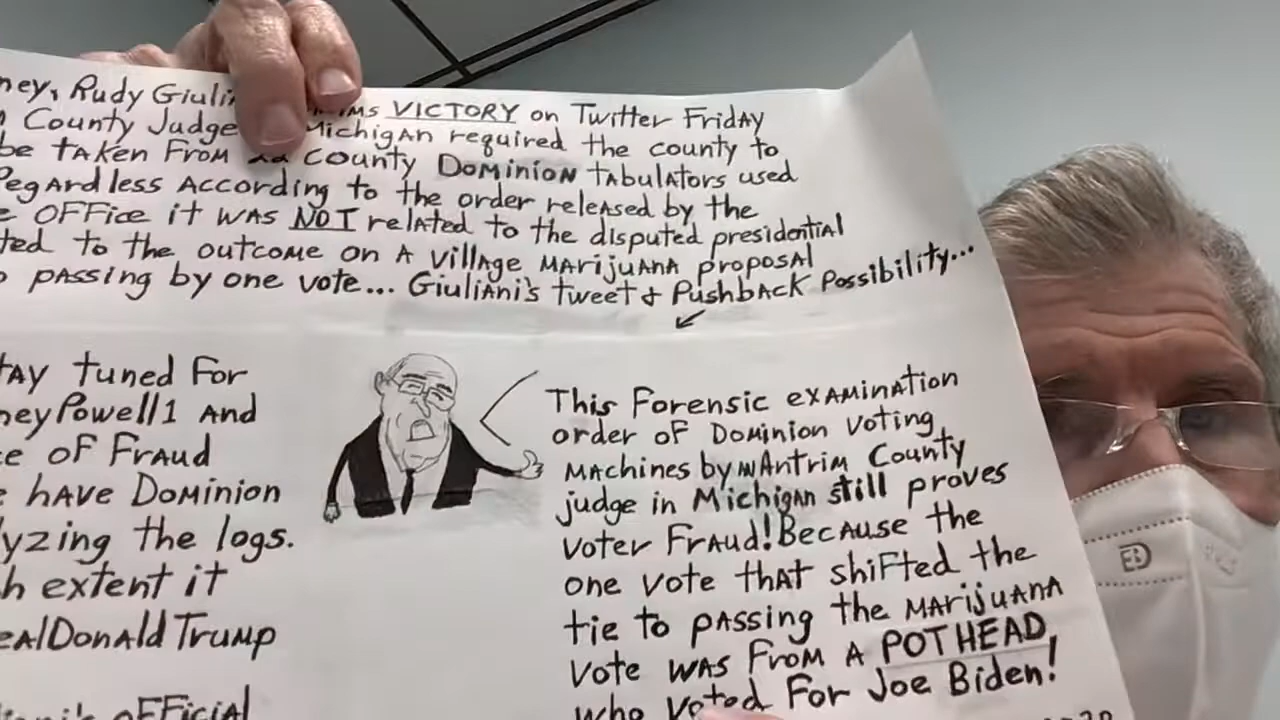 ney, Rudy Giuli ims VICTORY on Twitter Friday
County Judge Michigan required the county to
be taken from County Dominion tabulators used
Regardless according to the order released by the
e office it was NOT related to the disputed presidential
ted to the outcome on a village marijuana proposal
passing by one vote... Giuliani's tweet & Pushback Possibility...
tay tuned for
neyPowell1 and
ce of Fraud
e have Dominion
lyzing the logs.
h extent it
ealDonaldTrump
official
This Forensic examination
order of Dominion voting
machines by Antrim County
judge in Michigan still proves
voter Fraud! Because the
one vote that shifted the
tie to passing the marijuana
vote was from a POTHEAD,
who voted for Joe Biden!